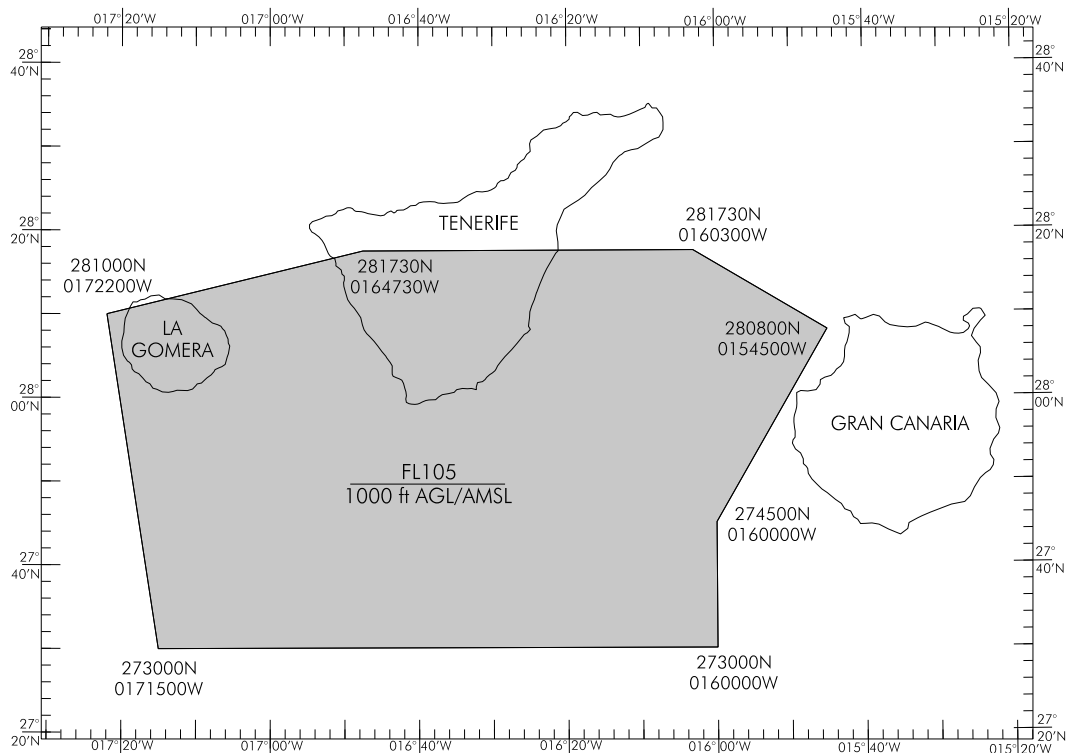 017°20'
017°00'
016°40'
016°20'
016°00'
015°40'
015°20'
28°
40'N
28°
40'N
28°
20'N
28°
20'N
TENERIFE
281730N
0160300W
281000N
0172200W
281730N
0164730W
LA
GOMERA
280800N
0154500W
28°
00'N
28°
00'N
GRAN CANARIA
FL105
1000 ft AGL/AMSL
274500N
0160000W
27°
40'N
27°
40'N
273000N
0171500W
273000N
0160000W
27°
20'N
27°
20'N
017°20'
017°00'
016°40'
016°20'
016°00'
015°40'
015°20'